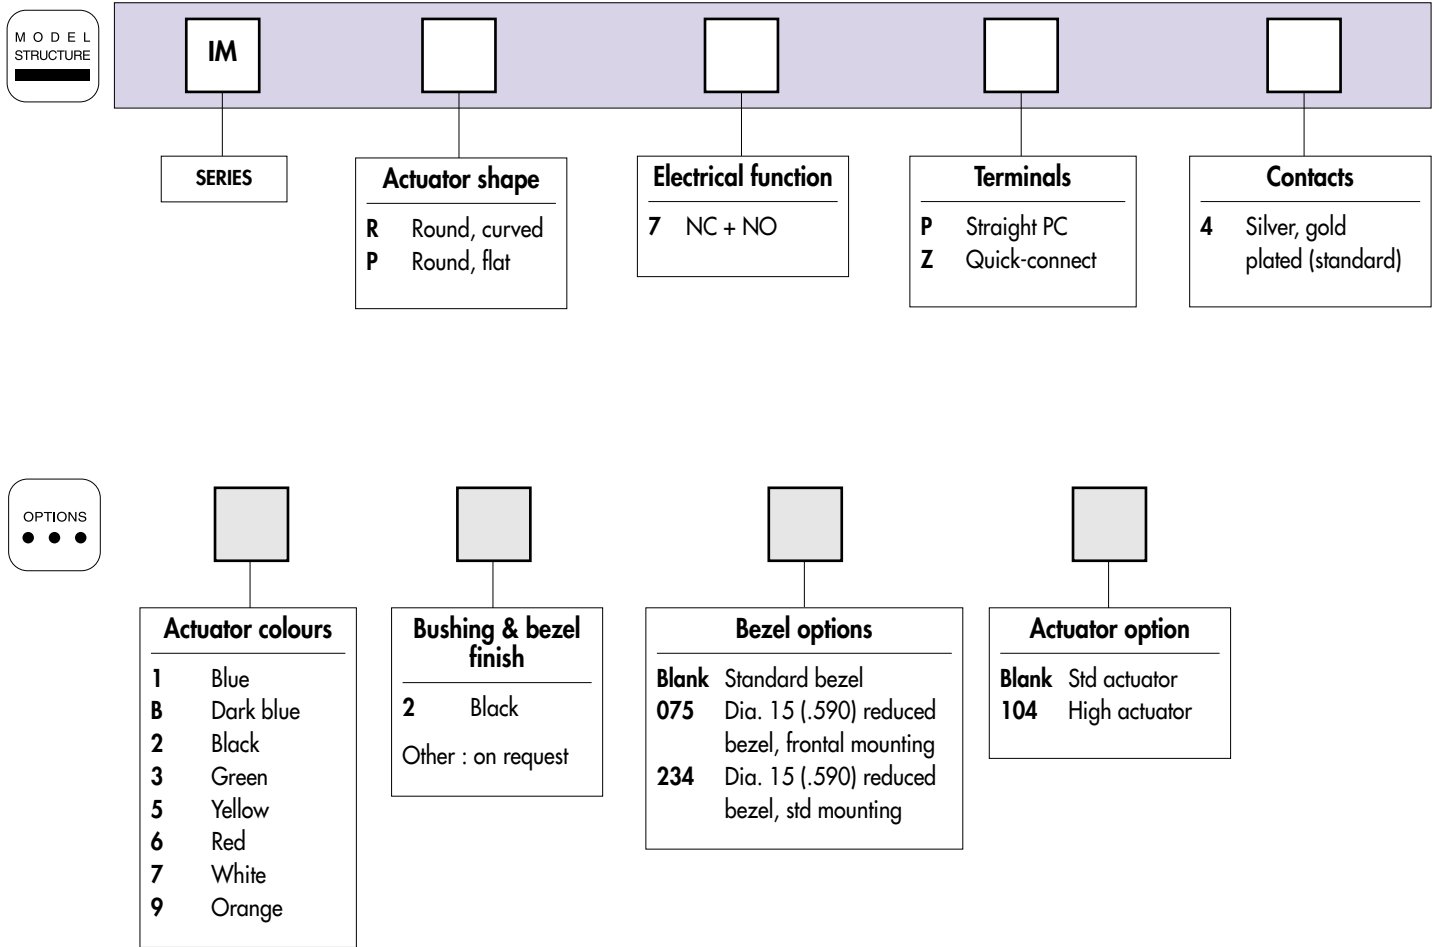 M O D E L
STRUCTURE
IM
SERIES
Actuator shape
R Round, curved
P Round, flat
Electrical function
7 NC + NO
Terminals
P Straight PC
Z Quick-connect
Contacts
4 Silver, gold
plated (standard)
OPTIONS
Actuator colours
1 Blue
B Dark blue
2 Black
3 Green
5 Yellow
6 Red
7 White
9 Orange
Bushing & bezel
finish
2 Black
Other : on request
Bezel options
Blank Standard bezel
075 Dia. 15 (.590) reduced
bezel, frontal mounting
234 Dia. 15 (.590) reduced
bezel, std mounting
Actuator option
Blank Std actuator
104 High actuator